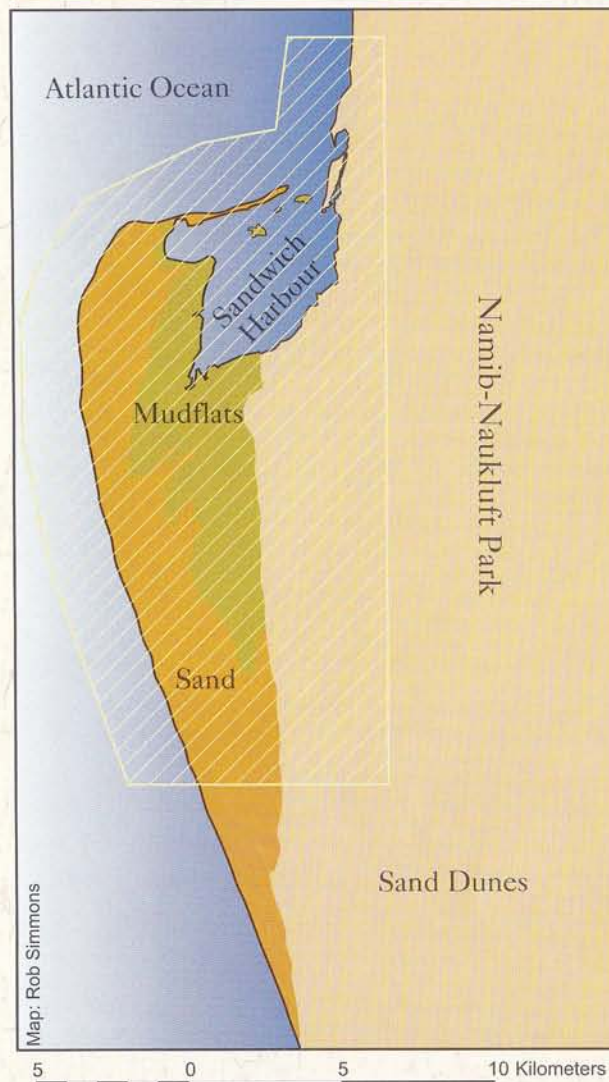 Atlantic Ocean
Sandwich
Harbour
Namib-Naukluft Park
Mudflats
Sand
Sand Dunes
Map: Rob Simmons
5 0 5 10 Kilometers